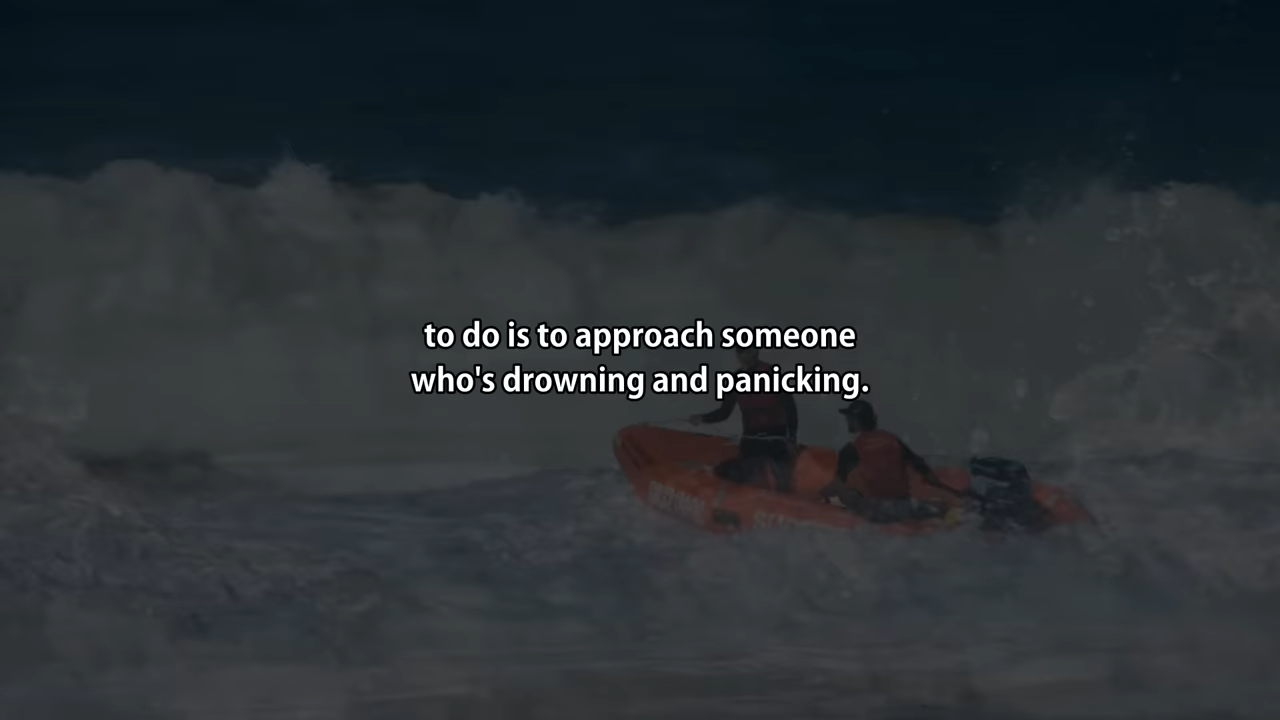 to do is to approach someone
who's drowning and panicking.